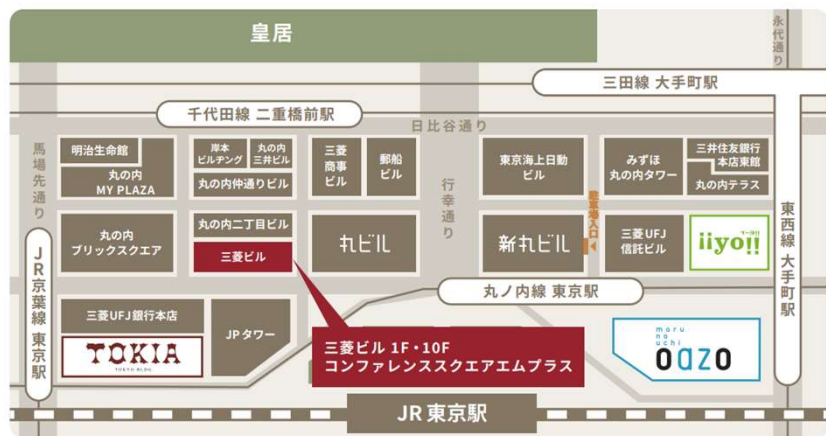 皇居
永代通り
三田線 大手町駅
千代田線 二重橋前駅
日比谷通り
馬場先通り
明治生命館
丸の内
MY PLAZA
岸本
ビルヂング
丸の内
三井ビル
丸の内仲通りビル
三菱
商事
ビル
郵船
ビル
行幸通り
東京海上日動
ビル
駐車場入口
みずほ
丸の内タワー
三井住友銀行
本店東館
丸の内テラス
丸の内
ブリックスクエア
丸の内二丁目ビル
三菱ビル
丸ビル
新丸ビル
三菱UFJ
信託ビル
iiyo!!
東西線 大手町駅
JR京葉線 東京駅
丸ノ内線 東京駅
三菱UFJ銀行本店
TOKIA
TOKYO BLDG
JPタワー
三菱ビル 1F・10F
コンファレンススクエアエムプラス
maru
no
uchi
oazo
JR 東京駅